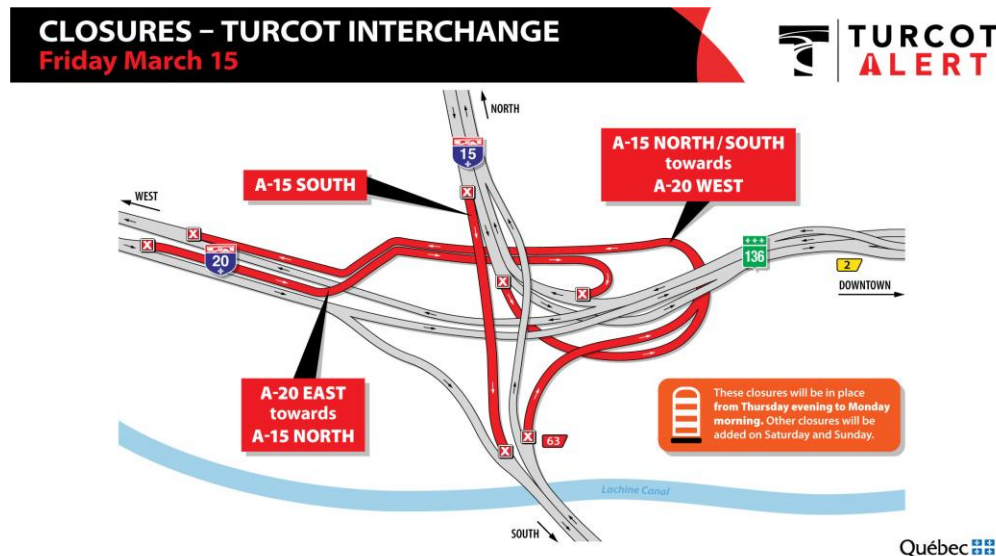 CLOSURES – TURCOT INTERCHANGE
Friday March 15
TURCOT
ALERT
NORTH
15
A-15 NORTH/SOUTH
towards
A-20 WEST
A-15 SOUTH
WEST
X
X
X
20
136
2
DOWNTOWN
X
X
A-20 EAST
towards
A-15 NORTH
These closures will be in place
from Thursday evening to Monday
morning. Other closures will be
added on Saturday and Sunday.
X
63
X
Lachine Canal
SOUTH
Québec